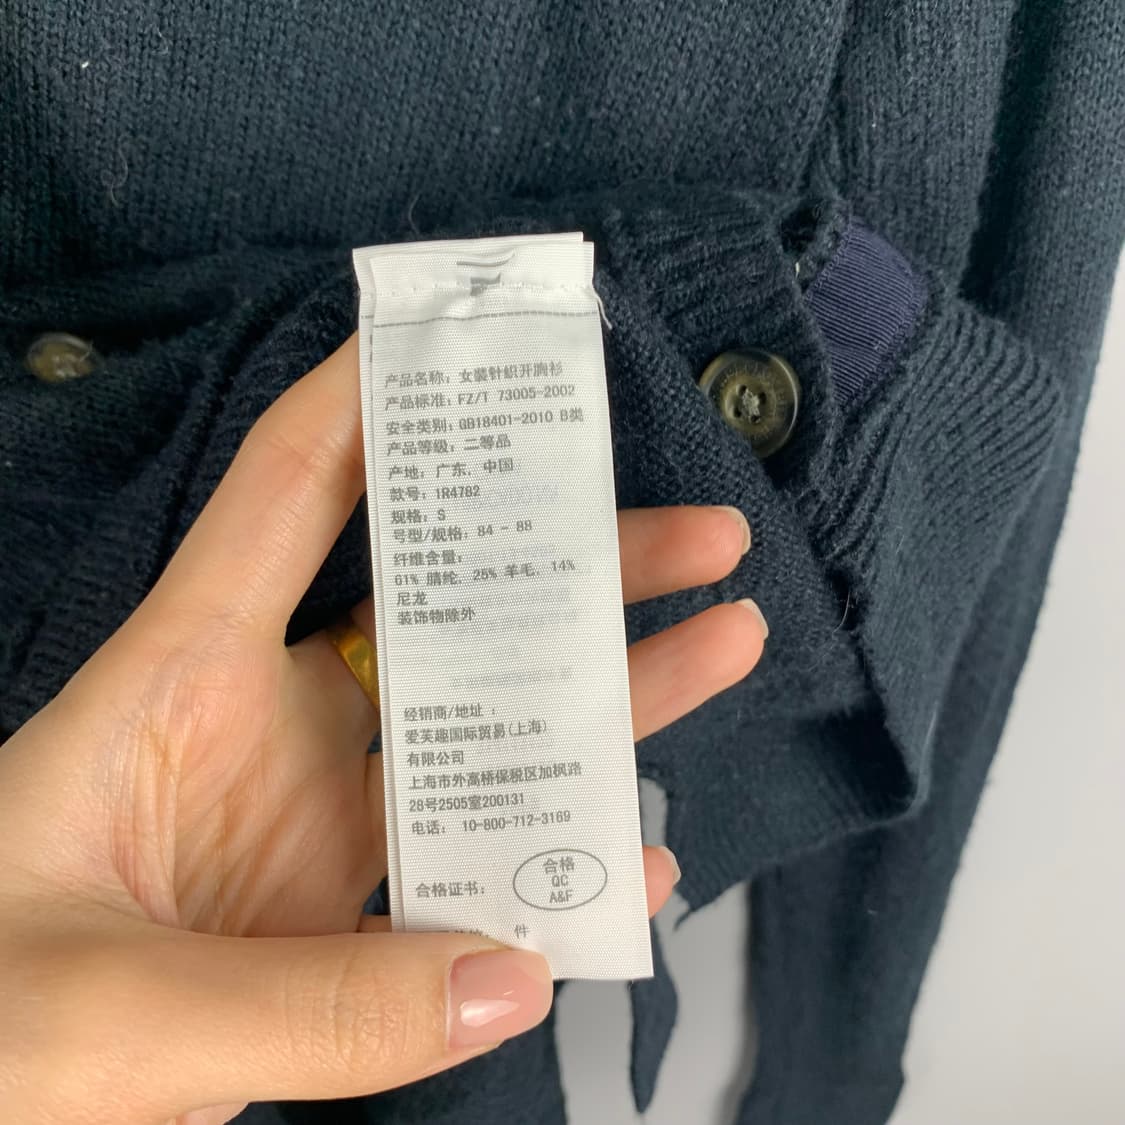 产品名称: 女装针织开胸衫
产品标准: FZ/T 73005-2002
安全类别: GB18401-2010 B类
产品等级: 二等品
产地: 广东, 中国
款号: 1R4782
规格: S
号型/规格: 84 - 88
纤维含量:
61% 腈纶, 25% 羊毛, 14%
尼龙
装饰物除外
经销商/地址 :
爱芙趣国际贸易(上海)
有限公司
上海市外高桥保税区加枫路
28号2505室200131
电话: 10-800-712-3169
合格证书:
合格
QC
A&F
件